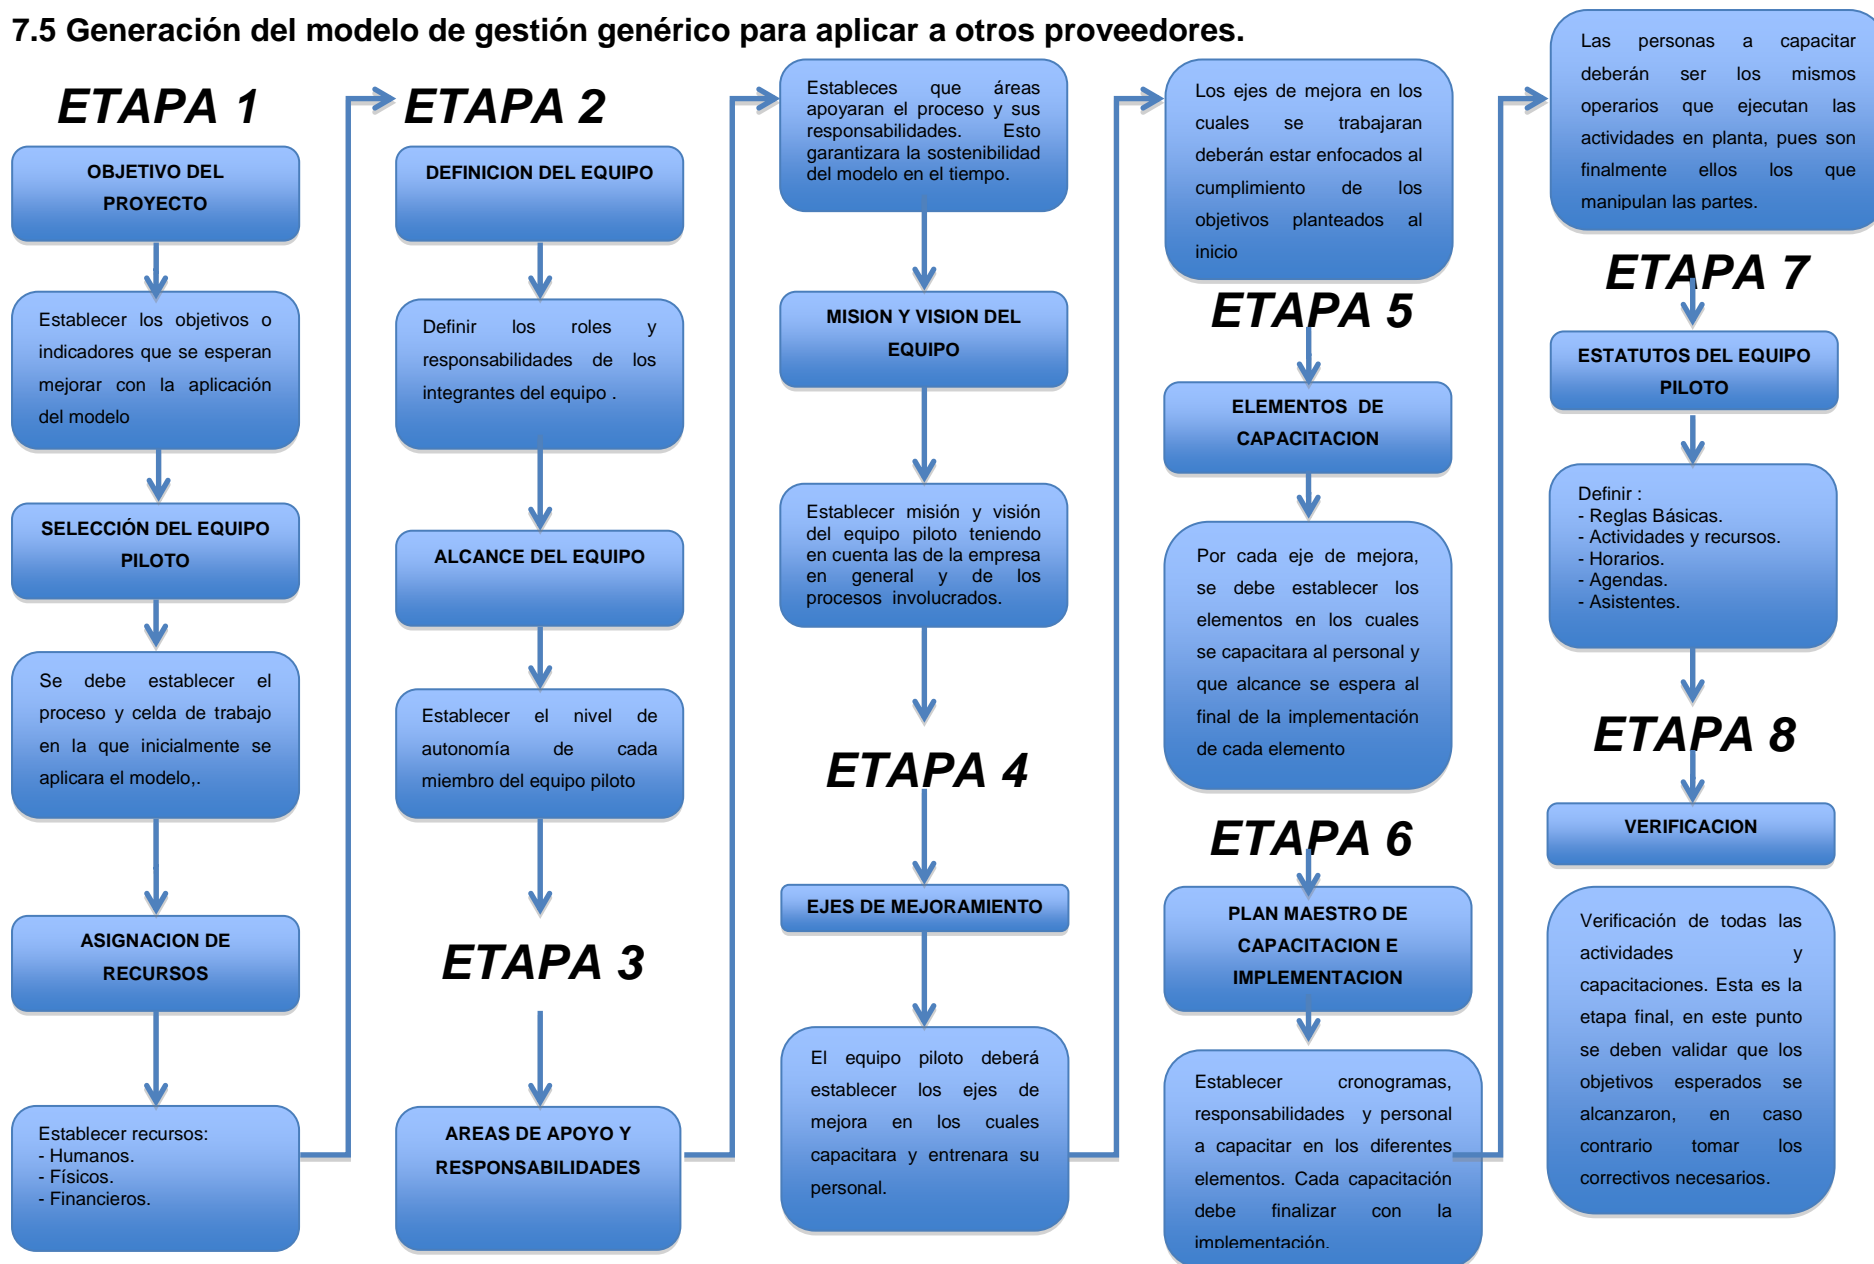 7.5 Generación del modelo de gestión genérico para aplicar a otros proveedores.
ETAPA 1
OBJETIVO DEL
PROYECTO
Establecer los objetivos o
indicadores que se esperan
mejorar con la aplicación
del modelo
SELECCIÓN DEL EQUIPO
PILOTO
Se debe establecer el
proceso y celda de trabajo
en la que inicialmente se
aplicara el modelo,.
ASIGNACION DE
RECURSOS
Establecer recursos:
- Humanos.
- Físicos.
- Financieros.
ETAPA 2
DEFINICION DEL EQUIPO
Definir los roles y
responsabilidades de los
integrantes del equipo .
ALCANCE DEL EQUIPO
Establecer el nivel de
autonomía de cada
miembro del equipo piloto
ETAPA 3
AREAS DE APOYO Y
RESPONSABILIDADES
Estableces que áreas
apoyaran el proceso y sus
responsabilidades. Esto
garantizara la sostenibilidad
del modelo en el tiempo.
MISION Y VISION DEL
EQUIPO
Establecer misión y visión
del equipo piloto teniendo
en cuenta las de la empresa
en general y de los
procesos involucrados.
ETAPA 4
EJES DE MEJORAMIENTO
El equipo piloto deberá
establecer los ejes de
mejora en los cuales
capacitara y entrenara su
personal.
Los ejes de mejora en los
cuales se trabajaran
deberán estar enfocados al
cumplimiento de los
objetivos planteados al
inicio
ETAPA 5
ELEMENTOS DE
CAPACITACION
Por cada eje de mejora,
se debe establecer los
elementos en los cuales
se capacitara al personal y
que alcance se espera al
final de la implementación
de cada elemento
ETAPA 6
PLAN MAESTRO DE
CAPACITACION E
IMPLEMENTACION
Establecer cronogramas,
responsabilidades y personal
a capacitar en los diferentes
elementos. Cada capacitación
debe finalizar con la
implementación.
Las personas a capacitar
deberán ser los mismos
operarios que ejecutan las
actividades en planta, pues son
finalmente ellos los que
manipulan las partes.
ETAPA 7
ESTATUTOS DEL EQUIPO
PILOTO
Definir :
- Reglas Básicas.
- Actividades y recursos.
- Horarios.
- Agendas.
- Asistentes.
ETAPA 8
VERIFICACION
Verificación de todas las
actividades y
capacitaciones. Esta es la
etapa final, en este punto
se deben validar que los
objetivos esperados se
alcanzaron, en caso
contrario tomar los
correctivos necesarios.